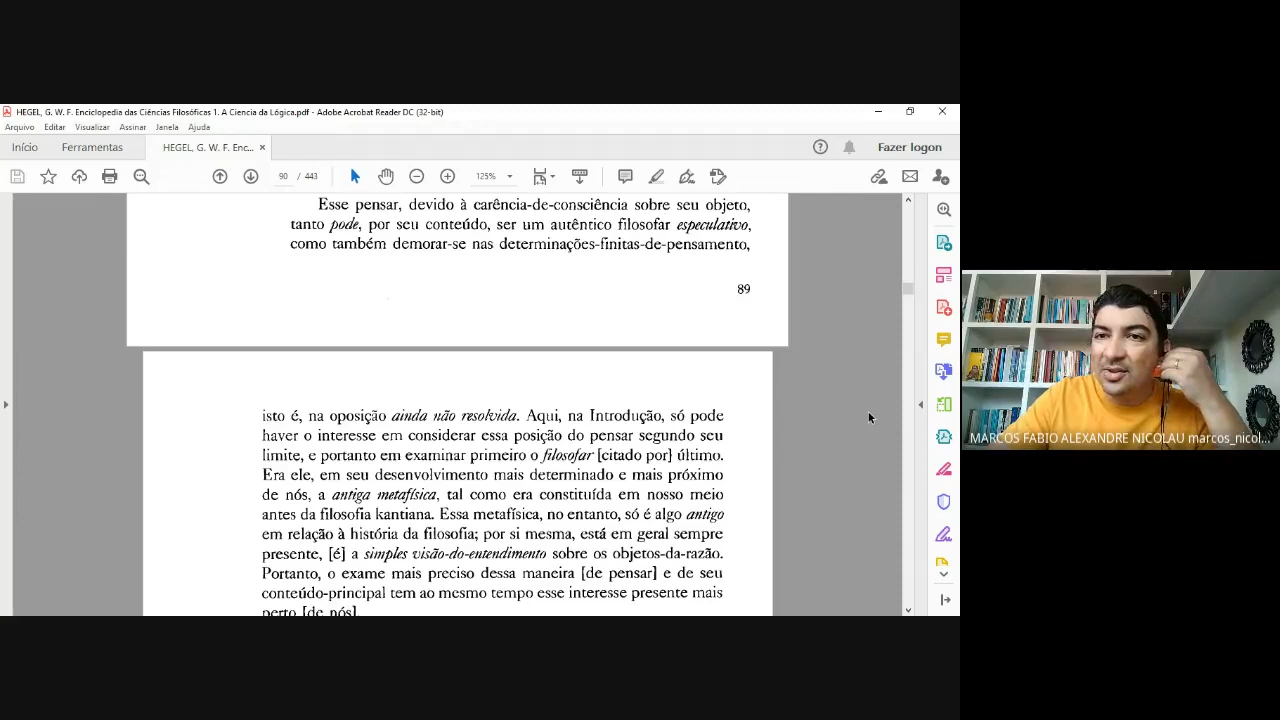 HEGEL, G. W. F. Enciclopedia das Ciências Filosóficas 1. A Ciencia da Lógica.pdf - Adobe Acrobat Reader DC (32-bit)
Arquivo Editar Visualizar Assinar Janela Ajuda
Início Ferramentas HEGEL, G. W. F. Enc... × Fazer logon
90 / 443 125%
Esse pensar, devido à carência-de-consciência sobre seu objeto,
tanto pode, por seu conteúdo, ser um autêntico filosofar especulativo,
como também demorar-se nas determinações-finitas-de-pensamento,
89
isto é, na oposição ainda não resolvida. Aqui, na Introdução, só pode
haver o interesse em considerar essa posição do pensar segundo seu
limite, e portanto em examinar primeiro o filosofar [citado por] último.
Era ele, em seu desenvolvimento mais determinado e mais próximo
de nós, a antiga metafísica, tal como era constituída em nosso meio
antes da filosofia kantiana. Essa metafísica, no entanto, só é algo antigo
em relação à história da filosofia; por si mesma, está em geral sempre
presente, [é] a simples visão-do-entendimento sobre os objetos-da-razão.
Portanto, o exame mais preciso dessa maneira [de pensar] e de seu
conteúdo-principal tem ao mesmo tempo esse interesse presente mais
perto [de nós].
MARCOS FABIO ALEXANDRE NICOLAU marcos_nicol...